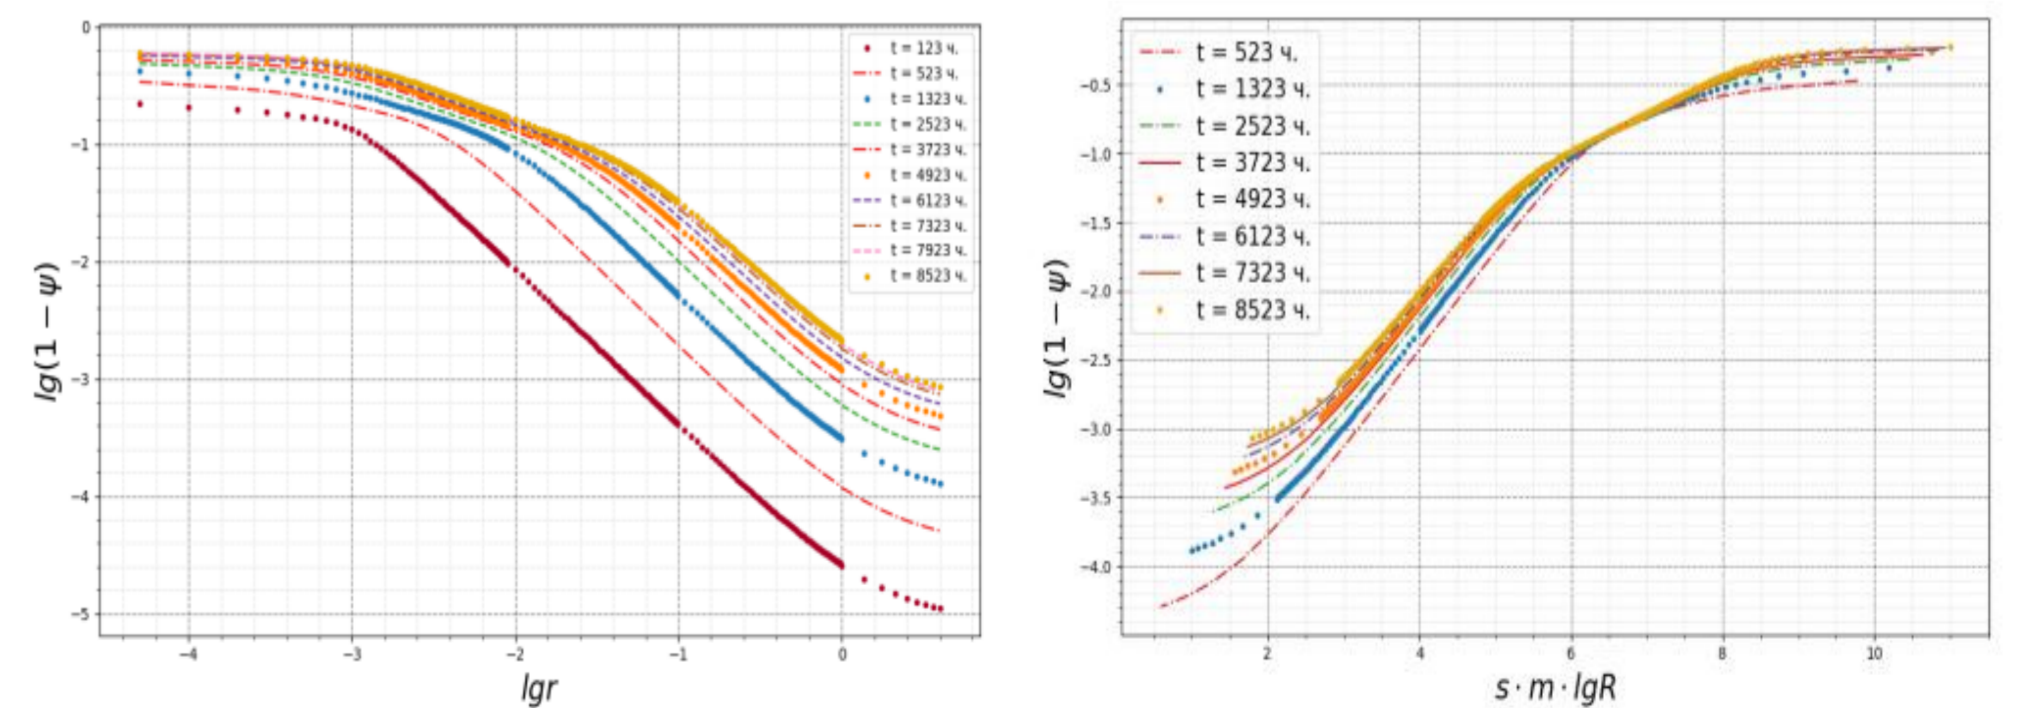 0
−1
−2
−3
−4
−5
lg(1 − ψ)
−4
−3
−2
−1
0
lgr
t = 123 ч.
t = 523 ч.
t = 1323 ч.
t = 2523 ч.
t = 3723 ч.
t = 4923 ч.
t = 6123 ч.
t = 7323 ч.
t = 7923 ч.
t = 8523 ч.
−0.5
−1.0
−1.5
−2.0
−2.5
−3.0
−3.5
−4.0
lg(1 − ψ)
2
4
6
8
10
s · m · lgR
t = 523 ч.
t = 1323 ч.
t = 2523 ч.
t = 3723 ч.
t = 4923 ч.
t = 6123 ч.
t = 7323 ч.
t = 8523 ч.